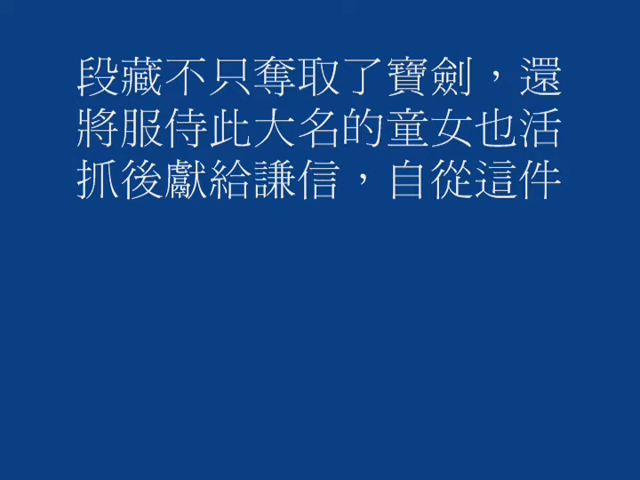 段藏不只奪取了寶劍，還
將服侍此大名的童女也活
抓後獻給謙信，自從這件